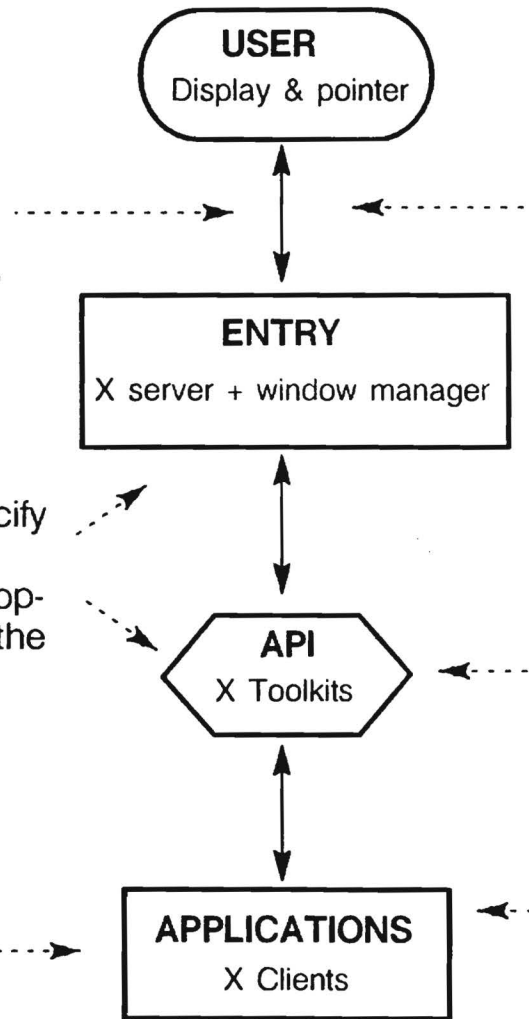 USER
Display & pointer
ENTRY
X server + window manager
cify
op-
the
API
X Toolkits
APPLICATIONS
X Clients